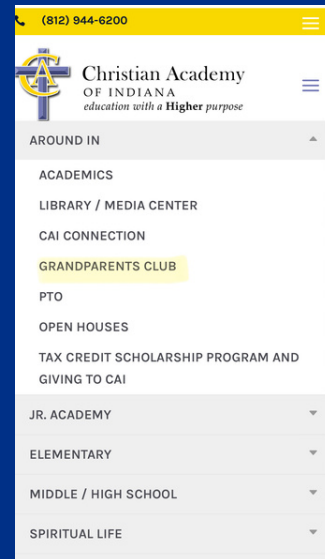 (812) 944-6200
Christian Academy
OF INDIANA
education with a Higher purpose
AROUND IN
ACADEMICS
LIBRARY / MEDIA CENTER
CAI CONNECTION
GRANDPARENTS CLUB
PTO
OPEN HOUSES
TAX CREDIT SCHOLARSHIP PROGRAM AND
GIVING TO CAI
JR. ACADEMY
ELEMENTARY
MIDDLE / HIGH SCHOOL
SPIRITUAL LIFE